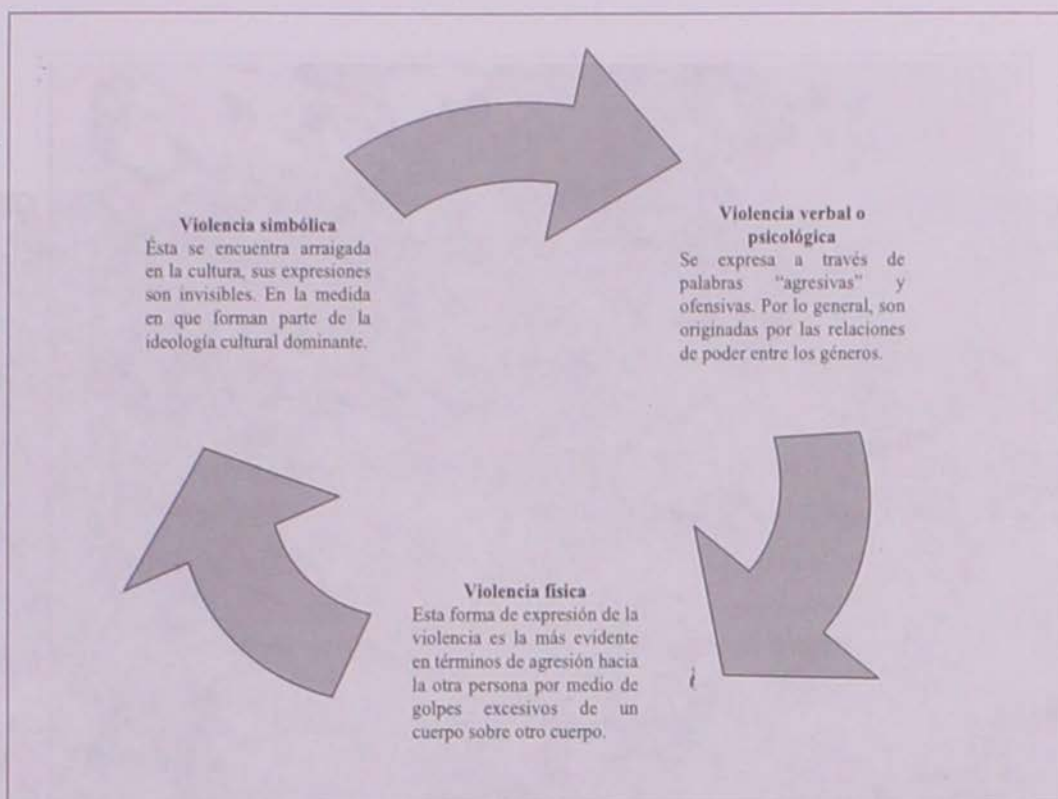 Violencia simbólica
Ésta se encuentra arraigada
en la cultura, sus expresiones
son invisibles. En la medida
en que forman parte de la
ideología cultural dominante.
Violencia verbal o
psicológica
Se expresa a través de
palabras “agresivas” y
ofensivas. Por lo general, son
originadas por las relaciones
de poder entre los géneros.
Violencia física
Esta forma de expresión de la
violencia es la más evidente
en términos de agresión hacia
la otra persona por medio de
golpes excesivos de un
cuerpo sobre otro cuerpo.